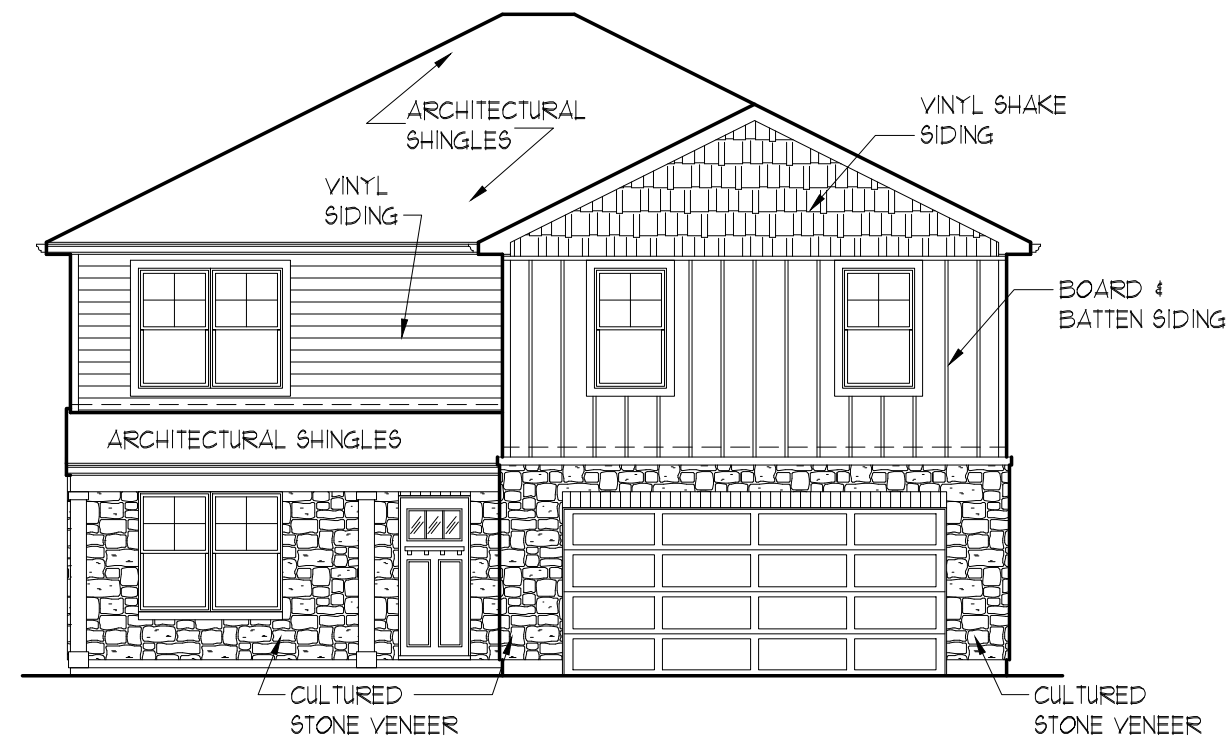 ARCHITECTURAL
SHINGLES
VINYL SHAKE
SIDING
VINYL
SIDING
BOARD &
BATTEN SIDING
ARCHITECTURAL SHINGLES
CULTURED
STONE VENEER
CULTURED
STONE VENEER